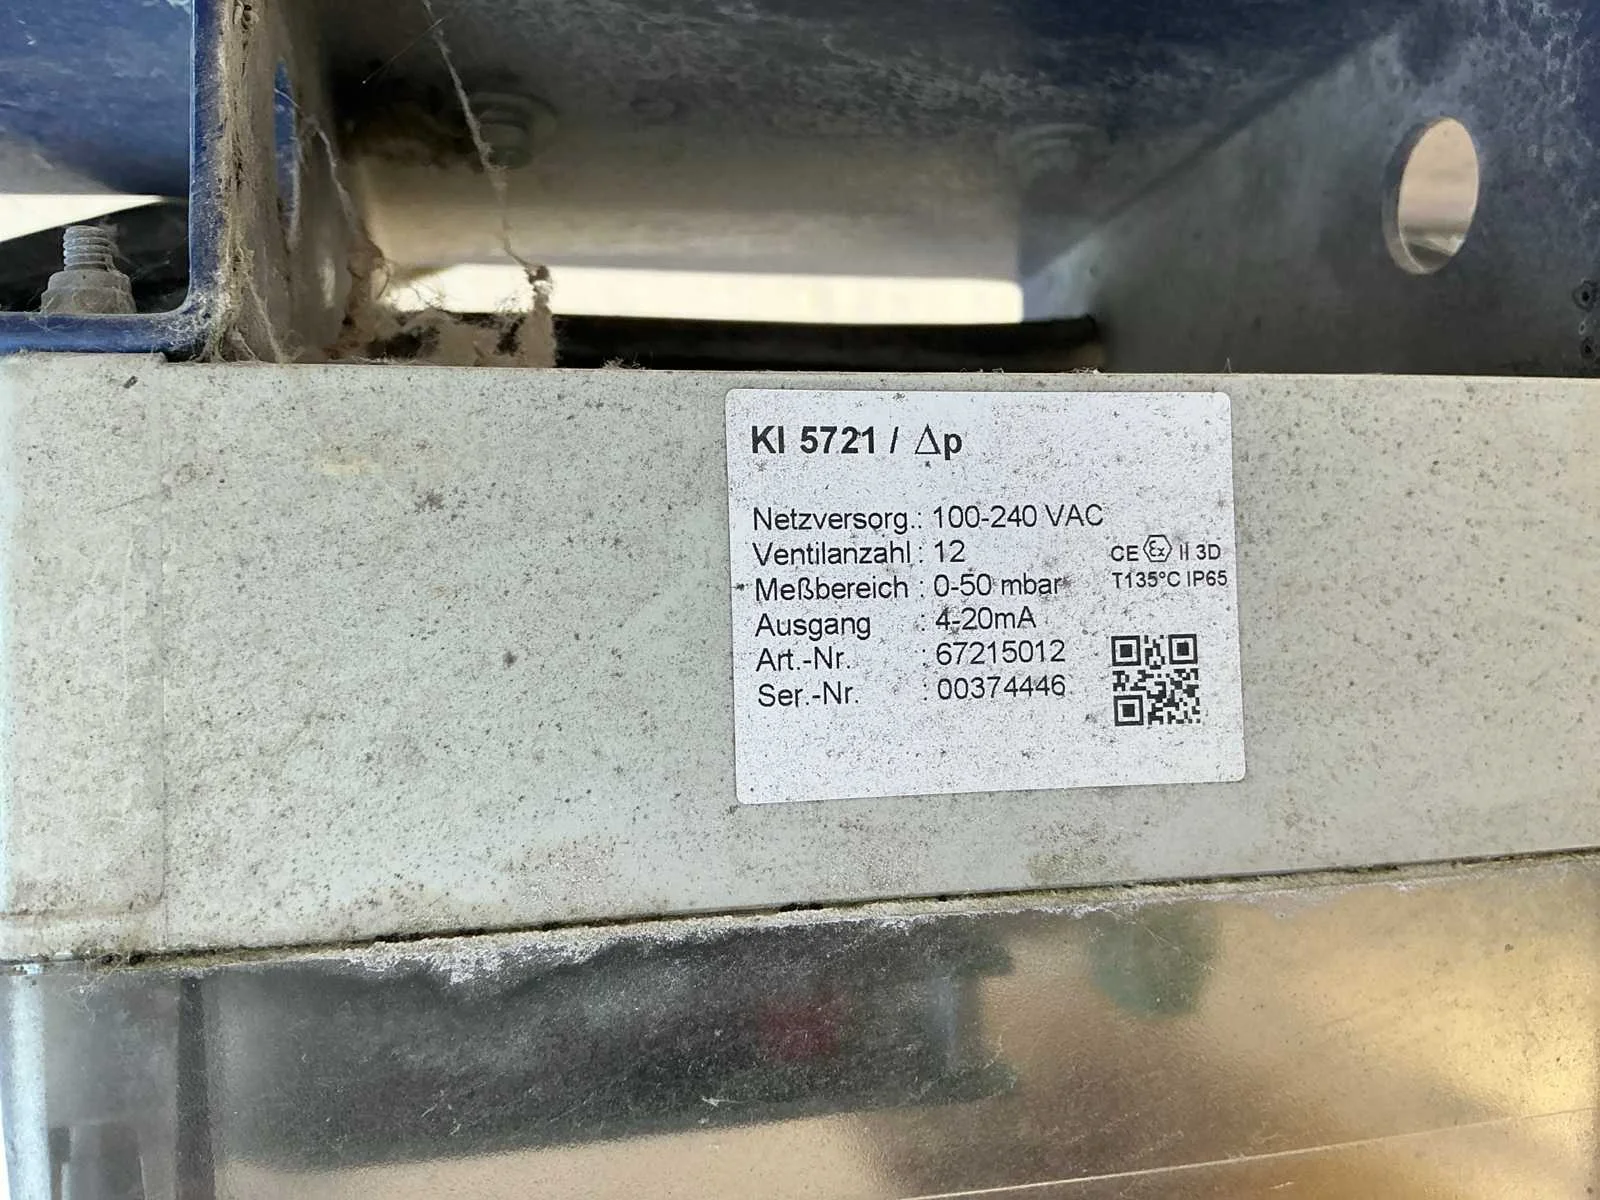 KI 5721 / Δp
Netzversorg.: 100-240 VAC
Ventilanzahl : 12
Meßbereich : 0-50 mbar
Ausgang : 4-20mA
Art.-Nr. : 67215012
Ser.-Nr. : 00374446
CE Ex II 3D
T135°C IP65